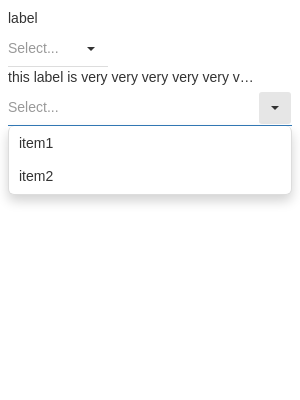 label
Select...
this label is very very very very very v…
Select...
item1
item2